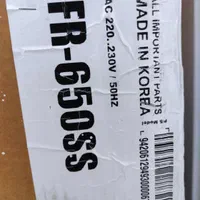 ALL IMPORTANT PARTS
MADE IN KOREA
AC 220..230V / 50HZ
FR-650SS